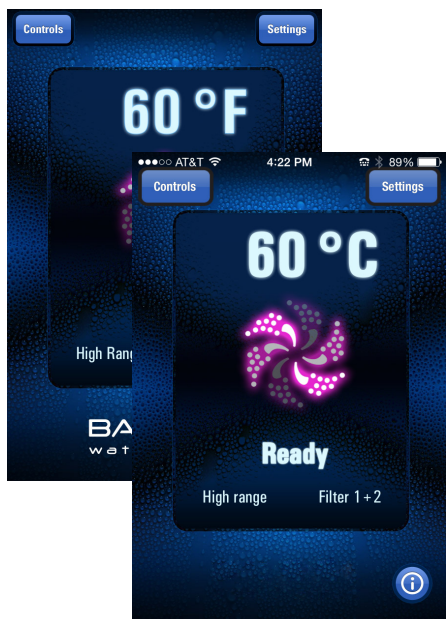 Controls
Settings
60 °F
High Rang
BA
wat
AT&T
4:22 PM
89%
Controls
Settings
60 °C
Ready
High range
Filter 1+2